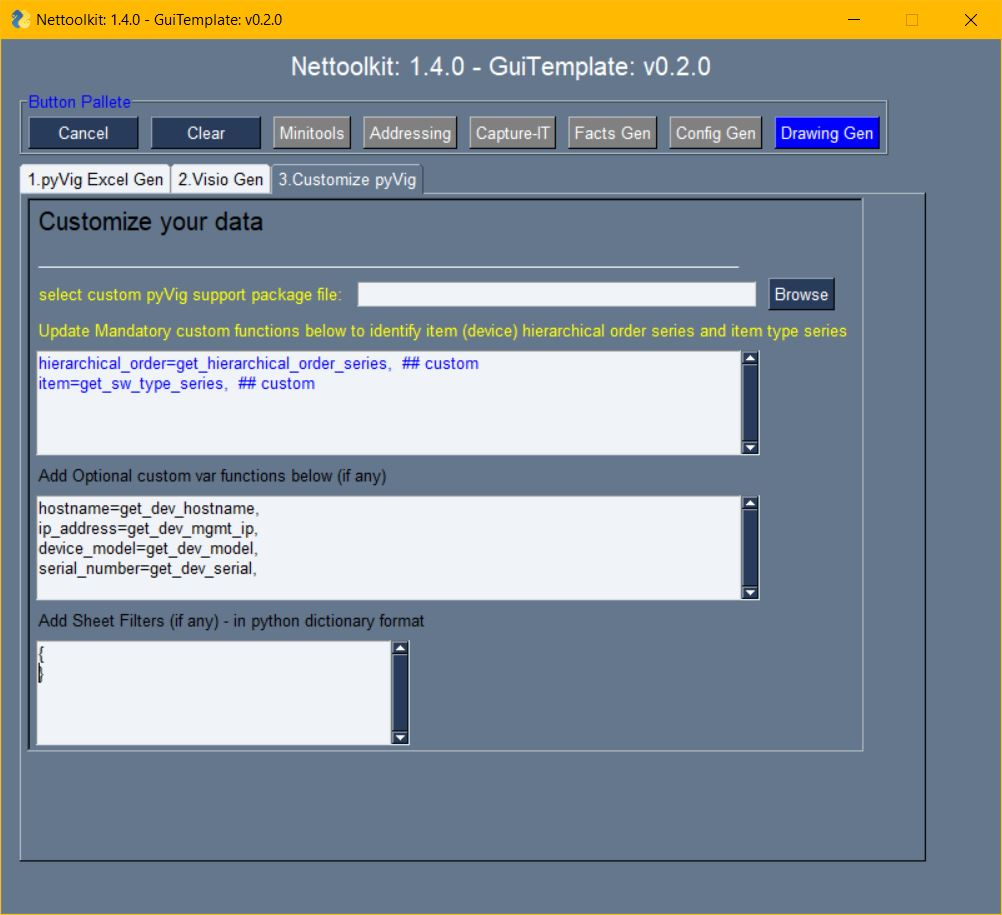 Nettoolkit: 1.4.0 - GuiTemplate: v0.2.0
Nettoolkit: 1.4.0 - GuiTemplate: v0.2.0
Button Pallete
Cancel Clear Minitools Addressing Capture-IT Facts Gen Config Gen Drawing Gen
1.pyVig Excel Gen 2.Visio Gen 3.Customize pyVig
Customize your data
select custom pyVig support package file: Browse
Update Mandatory custom functions below to identify item (device) hierarchical order series and item type series
hierarchical_order=get_hierarchical_order_series, ## custom
item=get_sw_type_series, ## custom
Add Optional custom var functions below (if any)
hostname=get_dev_hostname,
ip_address=get_dev_mgmt_ip,
device_model=get_dev_model,
serial_number=get_dev_serial,
Add Sheet Filters (if any) - in python dictionary format
{
}